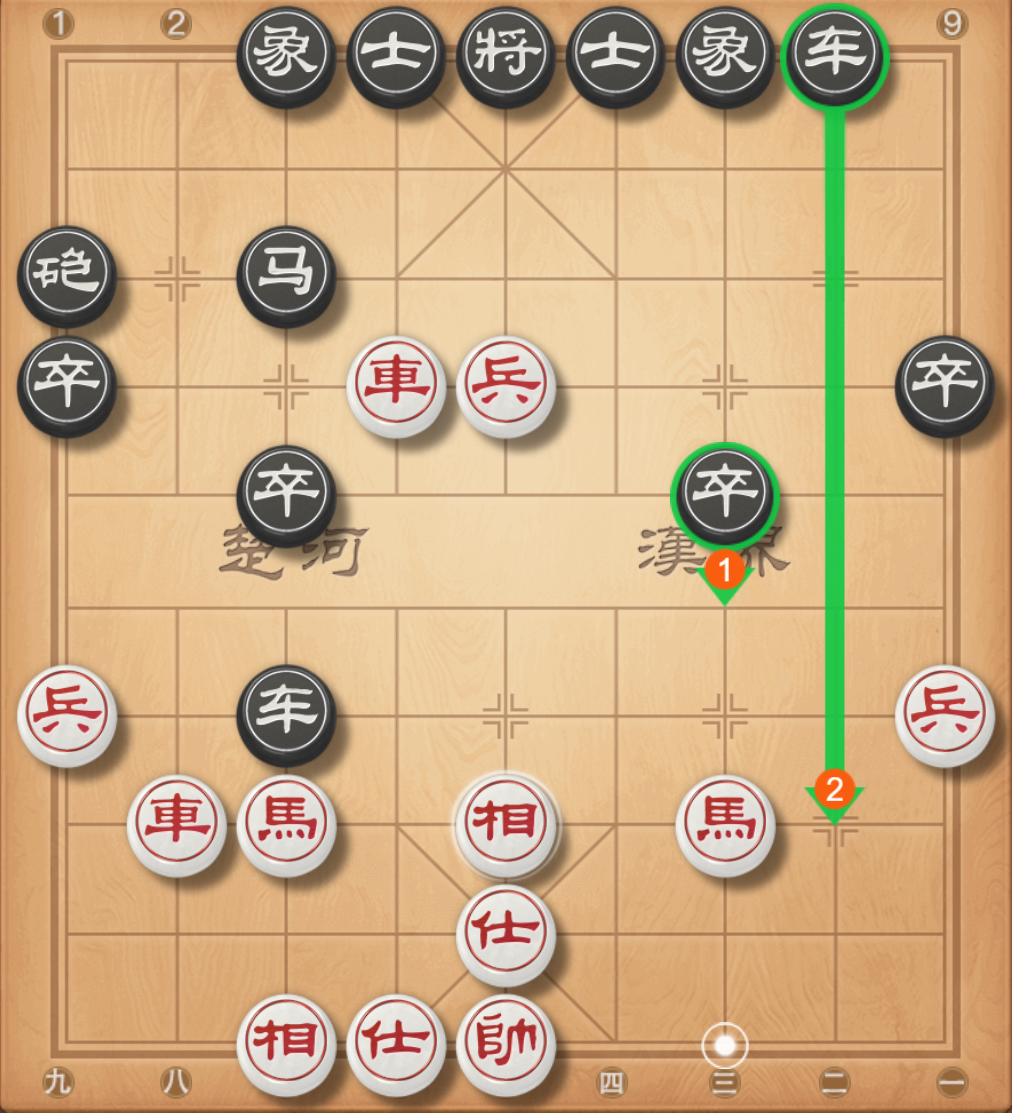 1 2 9
象 士 將 士 象 车
砲 马
卒 車 兵 卒
卒 卒
楚 河 漢 界
1
兵 车 兵
2
車 馬 相 馬
仕
相 仕 帥
九 八 四 三 二 一